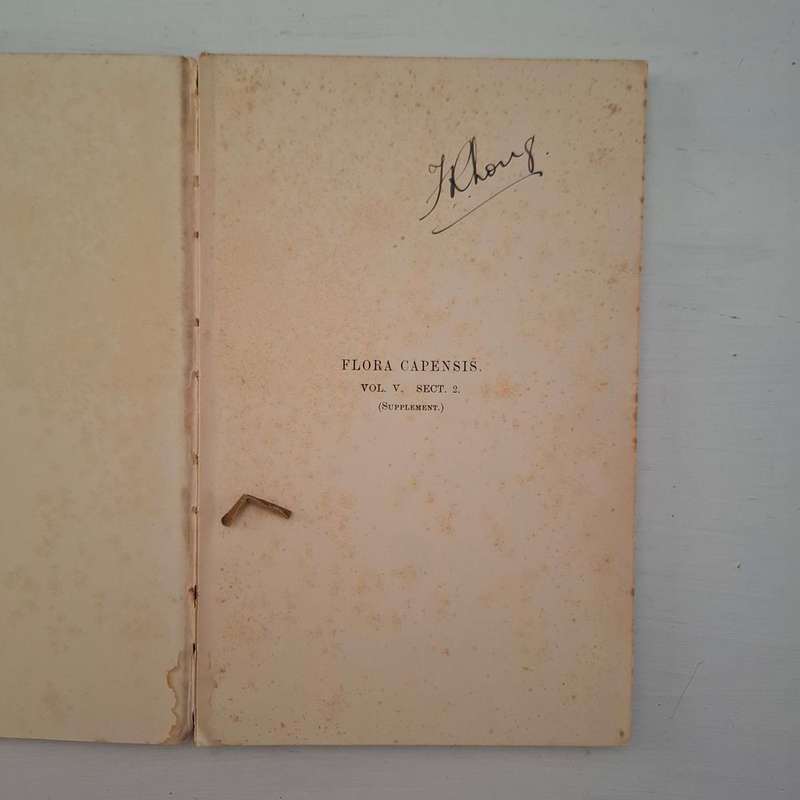 FLORA CAPENSIS.
VOL. V. SECT. 2.
(SUPPLEMENT.)